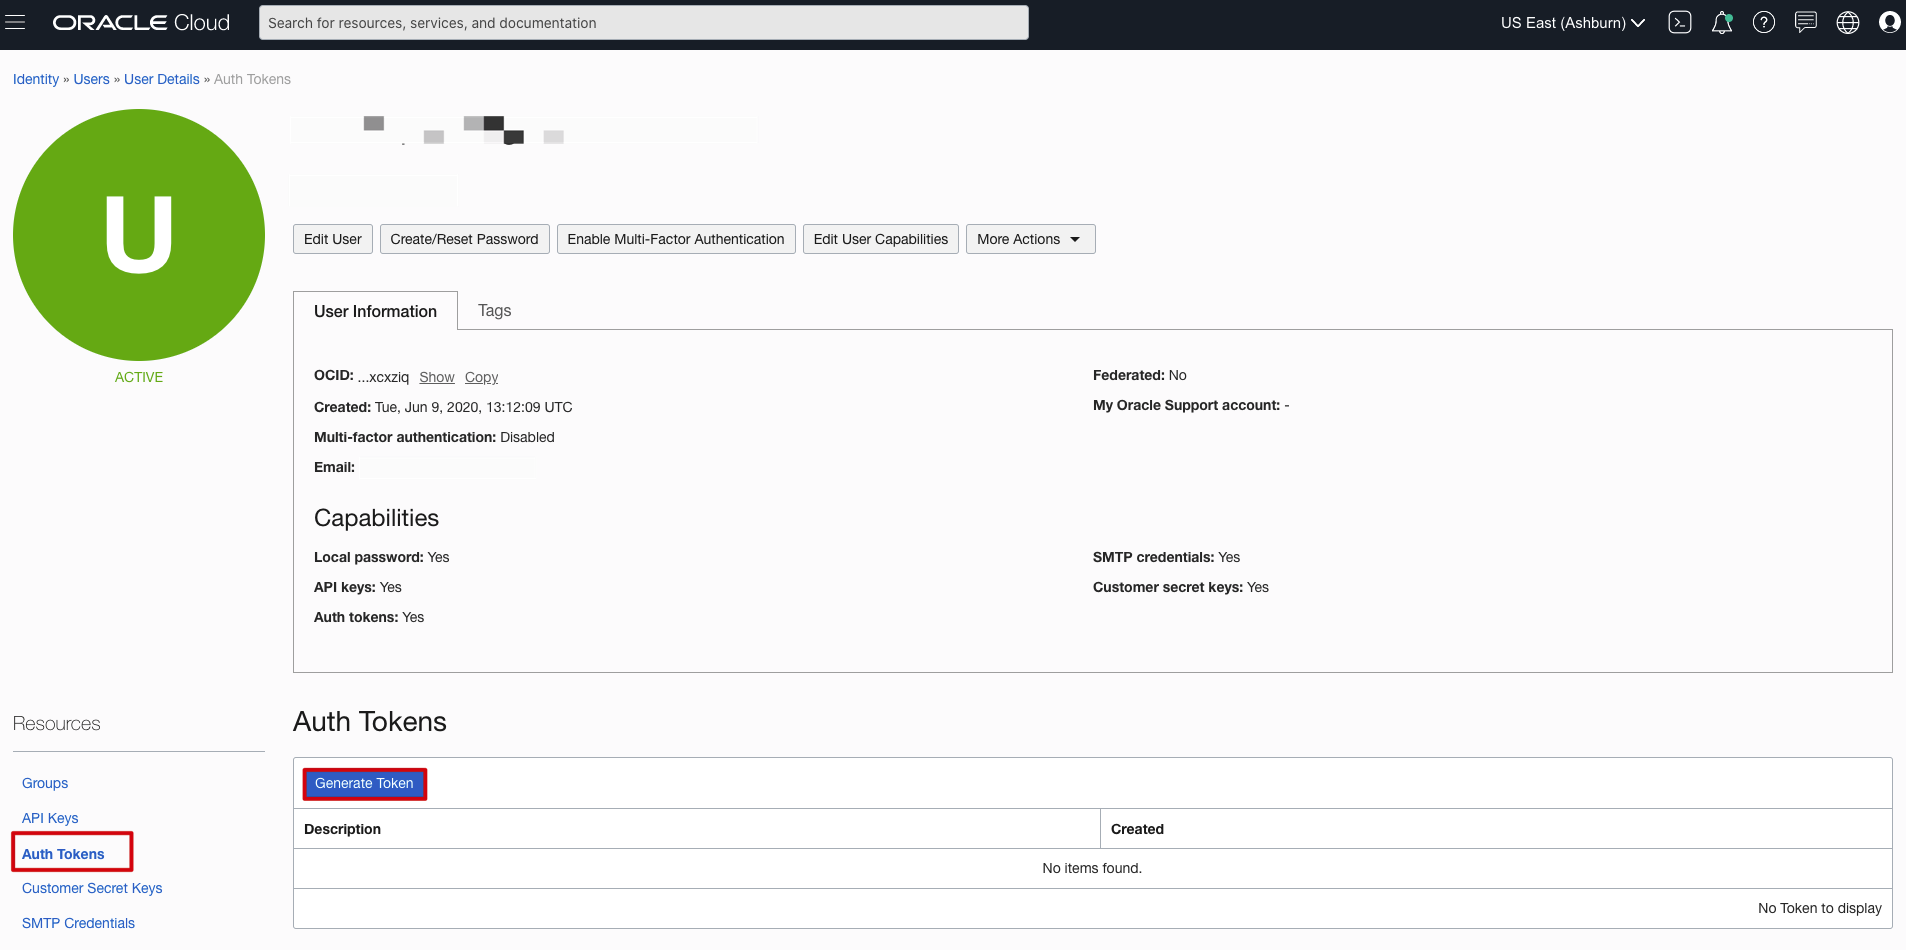 ORACLE Cloud
Search for resources, services, and documentation
US East (Ashburn)
Identity » Users » User Details » Auth Tokens
U
ACTIVE
Edit User
Create/Reset Password
Enable Multi-Factor Authentication
Edit User Capabilities
More Actions
User Information
Tags
OCID: ...xcxziq Show Copy
Created: Tue, Jun 9, 2020, 13:12:09 UTC
Multi-factor authentication: Disabled
Email:
Federated: No
My Oracle Support account: -
Capabilities
Local password: Yes
API keys: Yes
Auth tokens: Yes
SMTP credentials: Yes
Customer secret keys: Yes
Resources
Groups
API Keys
Auth Tokens
Customer Secret Keys
SMTP Credentials
Auth Tokens
Generate Token
Description
Created
No items found.
No Token to display